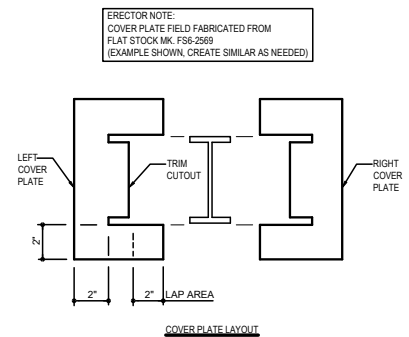 ERECTOR NOTE:
COVER PLATE FIELD FABRICATED FROM
FLAT STOCK MK. FS6-2569
(EXAMPLE SHOWN, CREATE SIMILAR AS NEEDED)
LEFT
COVER
PLATE
TRIM
CUTOUT
RIGHT
COVER
PLATE
2"
2"
2"
LAP AREA
COVER PLATE LAYOUT